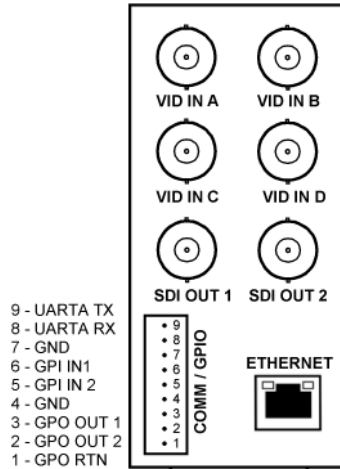 VID IN A
VID IN B
VID IN C
VID IN D
SDI OUT 1
SDI OUT 2
9 - UARTA TX
8 - UARTA RX
7 - GND
6 - GPI IN1
5 - GPI IN 2
4 - GND
3 - GPO OUT 1
2 - GPO OUT 2
1 - GPO RTN
9
8
7
6
5
4
3
2
1
COMM / GPIO
ETHERNET